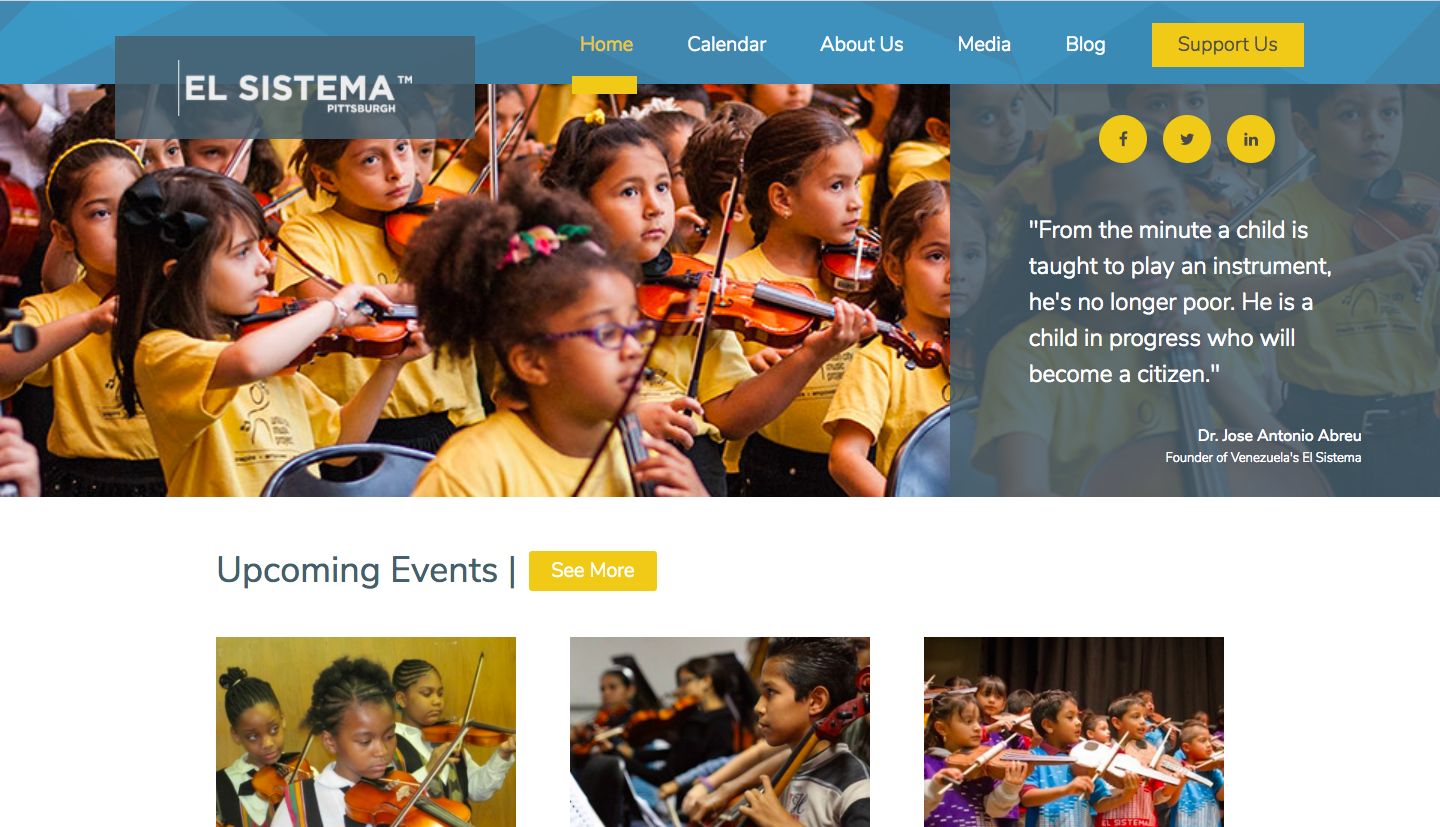 Home
Calendar
About Us
Media
Blog
Support Us
EL SISTEMA™
PITTSBURGH
"From the minute a child is
taught to play an instrument,
he's no longer poor. He is a
child in progress who will
become a citizen."
Dr. Jose Antonio Abreu
Founder of Venezuela's El Sistema
Upcoming Events |
See More
EL SISTEMA